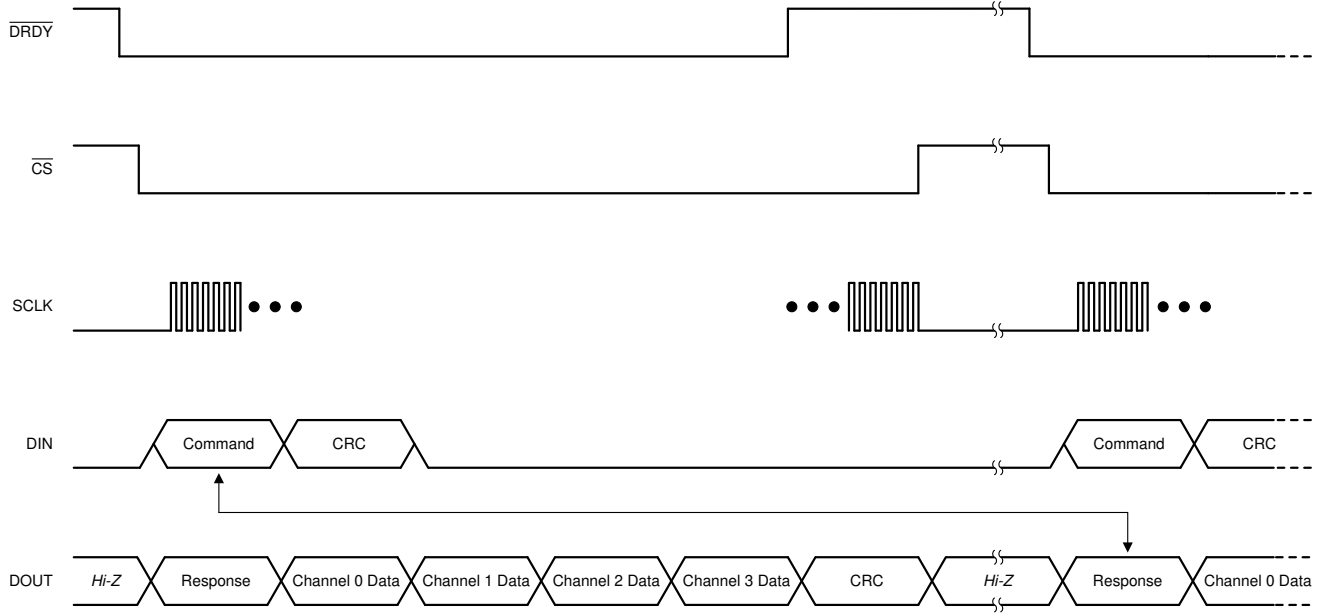 DRDY
CS
SCLK
DIN
Command
CRC
Command
CRC
DOUT
Hi-Z
Response
Channel 0 Data
Channel 1 Data
Channel 2 Data
Channel 3 Data
CRC
Hi-Z
Response
Channel 0 Data